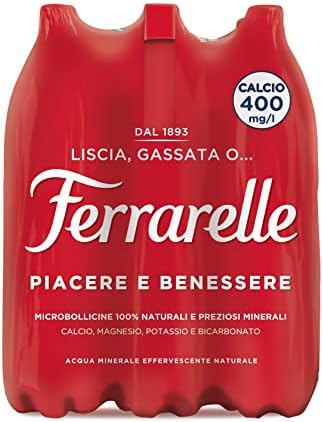 CALCIO
400
mg/l
DAL 1893
LISCIA, GASSATA O...
Ferrarelle
PIACERE E BENESSERE
MICROBOLLICINE 100% NATURALI E PREZIOSI MINERALI
CALCIO, MAGNESIO, POTASSIO E BICARBONATO
ACQUA MINERALE EFFERVESCENTE NATURALE